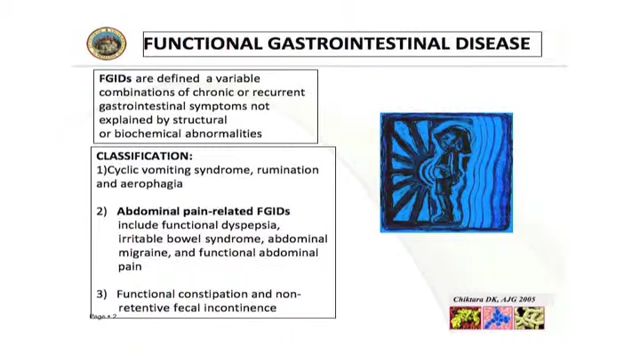 FUNCTIONAL GASTROINTESTINAL DISEASE
FGIDs are defined a variable
combinations of chronic or recurrent
gastrointestinal symptoms not
explained by structural
or biochemical abnormalities
CLASSIFICATION:
1)Cyclic vomiting syndrome, rumination
and aerophagia
2) Abdominal pain-related FGIDs
include functional dyspepsia,
irritable bowel syndrome, abdominal
migraine, and functional abdominal
pain
3) Functional constipation and non-
retentive fecal incontinence
Page • 2
Chiktara DK, AJG 2005